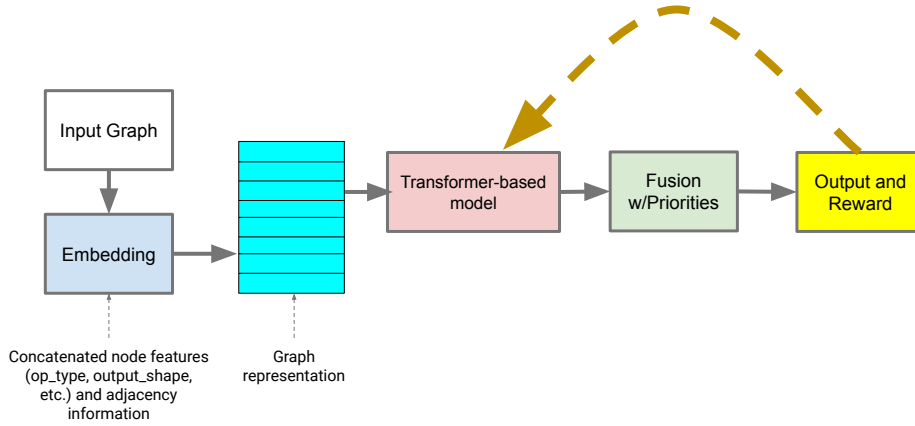 Input Graph
Embedding
Concatenated node features
(op_type, output_shape,
etc.) and adjacency
information
Graph
representation
Transformer-based
model
Fusion
w/Priorities
Output and
Reward